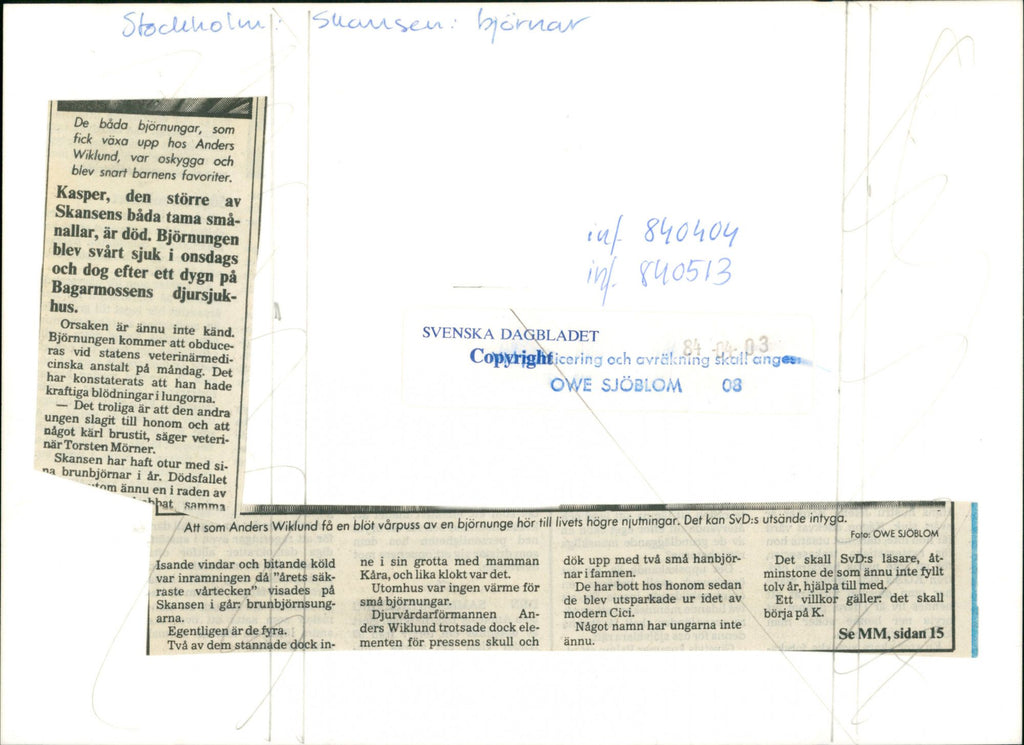 Stockholm: Skansen: björnar
De båda björnungar, som
fick växa upp hos Anders
Wiklund, var oskygga och
blev snart barnens favoriter.
Kasper, den större av
Skansens båda tama små-
nallar, är död. Björnungen
blev svårt sjuk i onsdags
och dog efter ett dygn på
Bagarmossens djursjuk-
hus.
Orsaken är ännu inte känd.
Björnungen kommer att obduce-
ras vid statens veterinärmedi-
cinska anstalt på måndag. Det
har konstaterats att han hade
kraftiga blödningar i lungorna.
— Det troliga är att den andra
ungen slagit till honom och att
något kärl brustit, säger veteri-
när Torsten Mörner.
Skansen har haft otur med si-
na brunbjörnar i år. Dödsfallet
ännu en i raden av
samma
inf. 840404
inf. 840513
SVENSKA DAGBLADET
84 -04- 03
Copyright icering och avräkning skall anges:
OWE SJÖBLOM 08
Att som Anders Wiklund få en blöt vårpuss av en björnunge hör till livets högre njutningar. Det kan SvD:s utsände intyga.
Foto: OWE SJÖBLOM
Isande vindar och bitande köld
var inramningen då "årets säk-
raste vårtecken" visades på
Skansen i går: brunbjörnsung-
arna.
Egentligen är de fyra.
Två av dem stannade dock in-
ne i sin grotta med mamman
Kåra, och lika klokt var det.
Utomhus var ingen värme för
små björnungar.
Djurvårdarförmannen An-
ders Wiklund trotsade dock ele-
menten för pressens skull och
dök upp med två små hanbjör-
nar i famnen.
De har bott hos honom sedan
de blev utsparkade ur idet av
modern Cici.
Något namn har ungarna inte
ännu.
Det skall SvD:s läsare, åt-
minstone de som ännu inte fyllt
tolv år, hjälpa till med.
Ett villkor gäller: det skall
börja på K.
Se MM, sidan 15